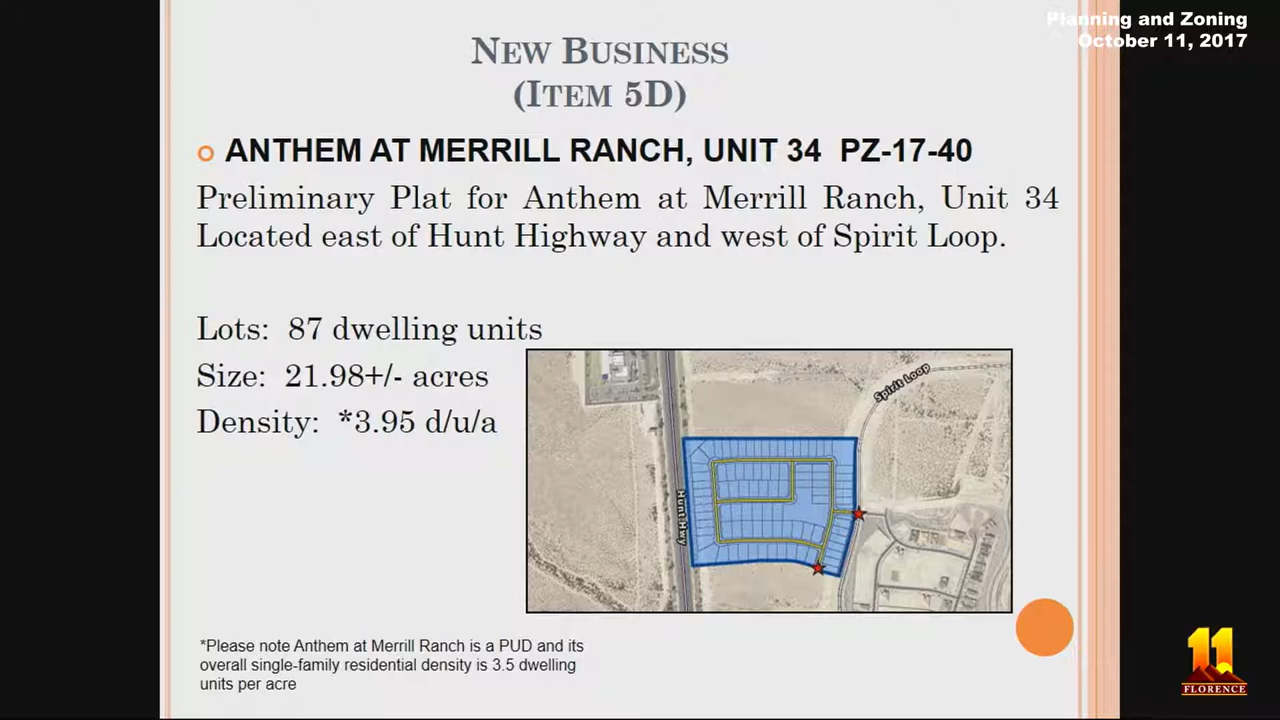 Planning and Zoning
October 11, 2017
NEW BUSINESS
(ITEM 5D)
ANTHEM AT MERRILL RANCH, UNIT 34 PZ-17-40
Preliminary Plat for Anthem at Merrill Ranch, Unit 34
Located east of Hunt Highway and west of Spirit Loop.
Lots: 87 dwelling units
Size: 21.98+/- acres
Density: *3.95 d/u/a
Spirit Loop
Hunt Hwy
*Please note Anthem at Merrill Ranch is a PUD and its
overall single-family residential density is 3.5 dwelling
units per acre
11
FLORENCE